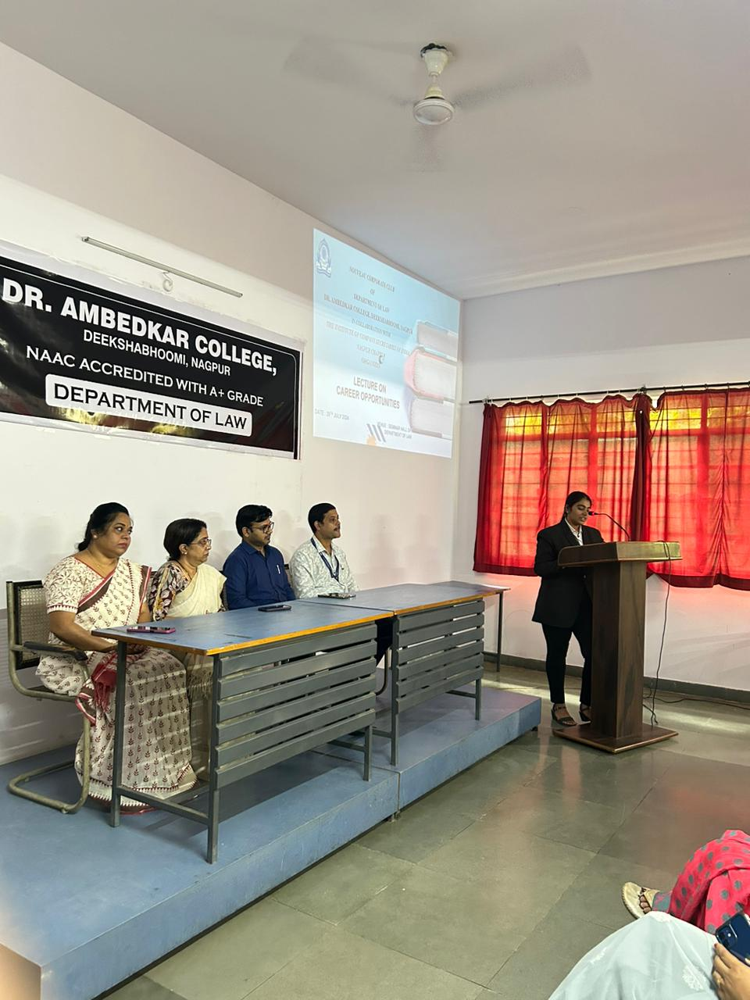 DR. AMBEDKAR COLLEGE,
DEEKSHABHOOMI, NAGPUR
NAAC ACCREDITED WITH A+ GRADE
DEPARTMENT OF LAW
NOUVEAU CORPORATE CLUB
OF
DEPARTMENT OF LAW
DR. AMBEDKAR COLLEGE, DEEKSHABHOOMI, NAGPUR
IN COLLABORATION WITH
THE INSTITUTE OF COMPANY SECRETARIES OF INDIA
NAGPUR CHAPTER
ORGANIZES
LECTURE ON
CAREER OPPORTUNITIES
DATE : JULY 2024
VENUE : SEMINAR HALL OF
DEPARTMENT OF LAW